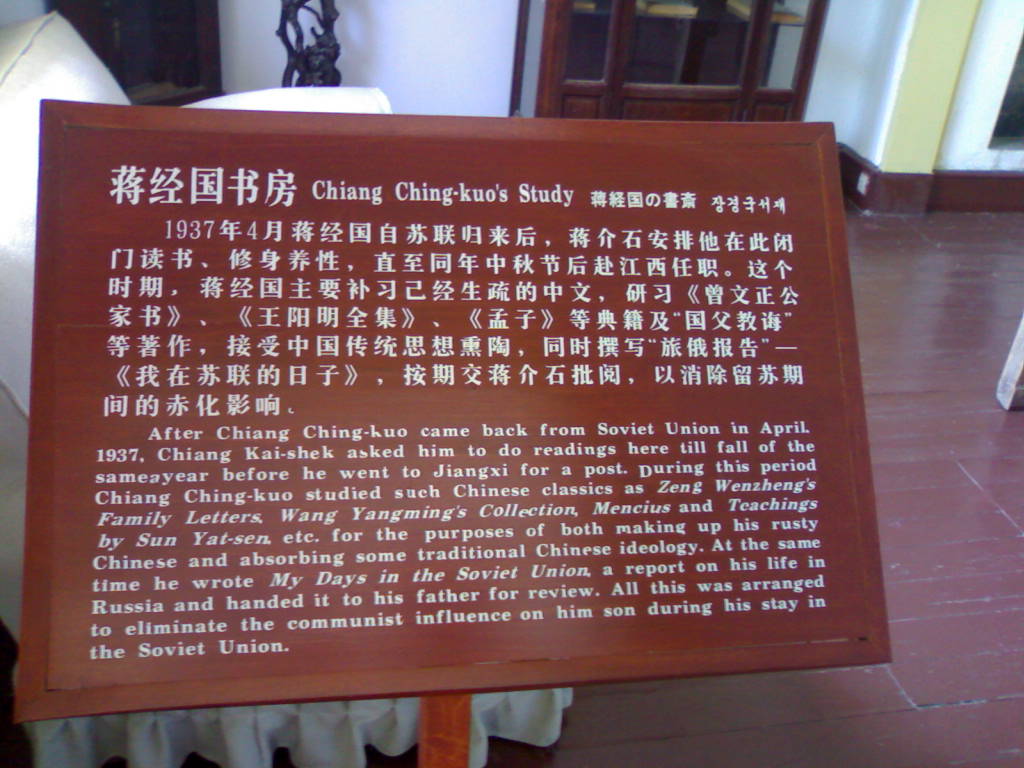 蒋经国书房 Chiang Ching-kuo's Study 蒋経国の書斎 장경국서재
1937年4月蒋经国自苏联归来后，蒋介石安排他在此闭
门读书、修身养性，直至同年中秋节后赴江西任职。这个
时期，蒋经国主要补习己经生疏的中文，研习《曾文正公
家书》、《王阳明全集》、《孟子》等典籍及“国父教诲”
等著作，接受中国传统思想熏陶，同时撰写“旅俄报告”—
《我在苏联的日子》，按期交蒋介石批阅，以消除留苏期
间的赤化影响。
After Chiang Ching-kuo came back from Soviet Union in April.
1937, Chiang Kai-shek asked him to do readings here till fall of the
same year before he went to Jiangxi for a post. During this period
Chiang Ching-kuo studied such Chinese classics as Zeng Wenzheng's
Family Letters, Wang Yangming's Collection, Mencius and Teachings
by Sun Yat-sen, etc. for the purposes of both making up his rusty
Chinese and absorbing some traditional Chinese ideology. At the same
time he wrote My Days in the Soviet Union, a report on his life in
Russia and handed it to his father for review. All this was arranged
to eliminate the communist influence on him son during his stay in
the Soviet Union.